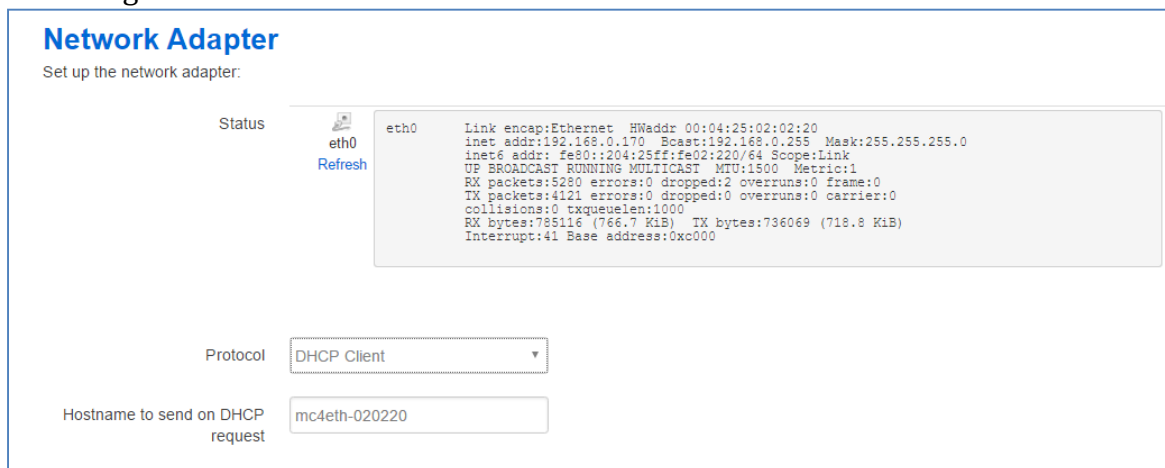 Network Adapter
Set up the network adapter:
Status
eth0
Refresh
eth0 Link encap:Ethernet HWaddr 00:04:25:02:02:20
inet addr:192.168.0.170 Bcast:192.168.0.255 Mask:255.255.255.0
inet6 addr: fe80::204:25ff:fe02:220/64 Scope:Link
UP BROADCAST RUNNING MULTICAST MTU:1500 Metric:1
RX packets:5280 errors:0 dropped:2 overruns:0 frame:0
TX packets:4121 errors:0 dropped:0 overruns:0 carrier:0
collisions:0 txqueuelen:1000
RX bytes:785116 (766.7 KiB) TX bytes:736069 (718.8 KiB)
Interrupt:41 Base address:0xc000
Protocol
DHCP Client
Hostname to send on DHCP
request
mc4eth-020220